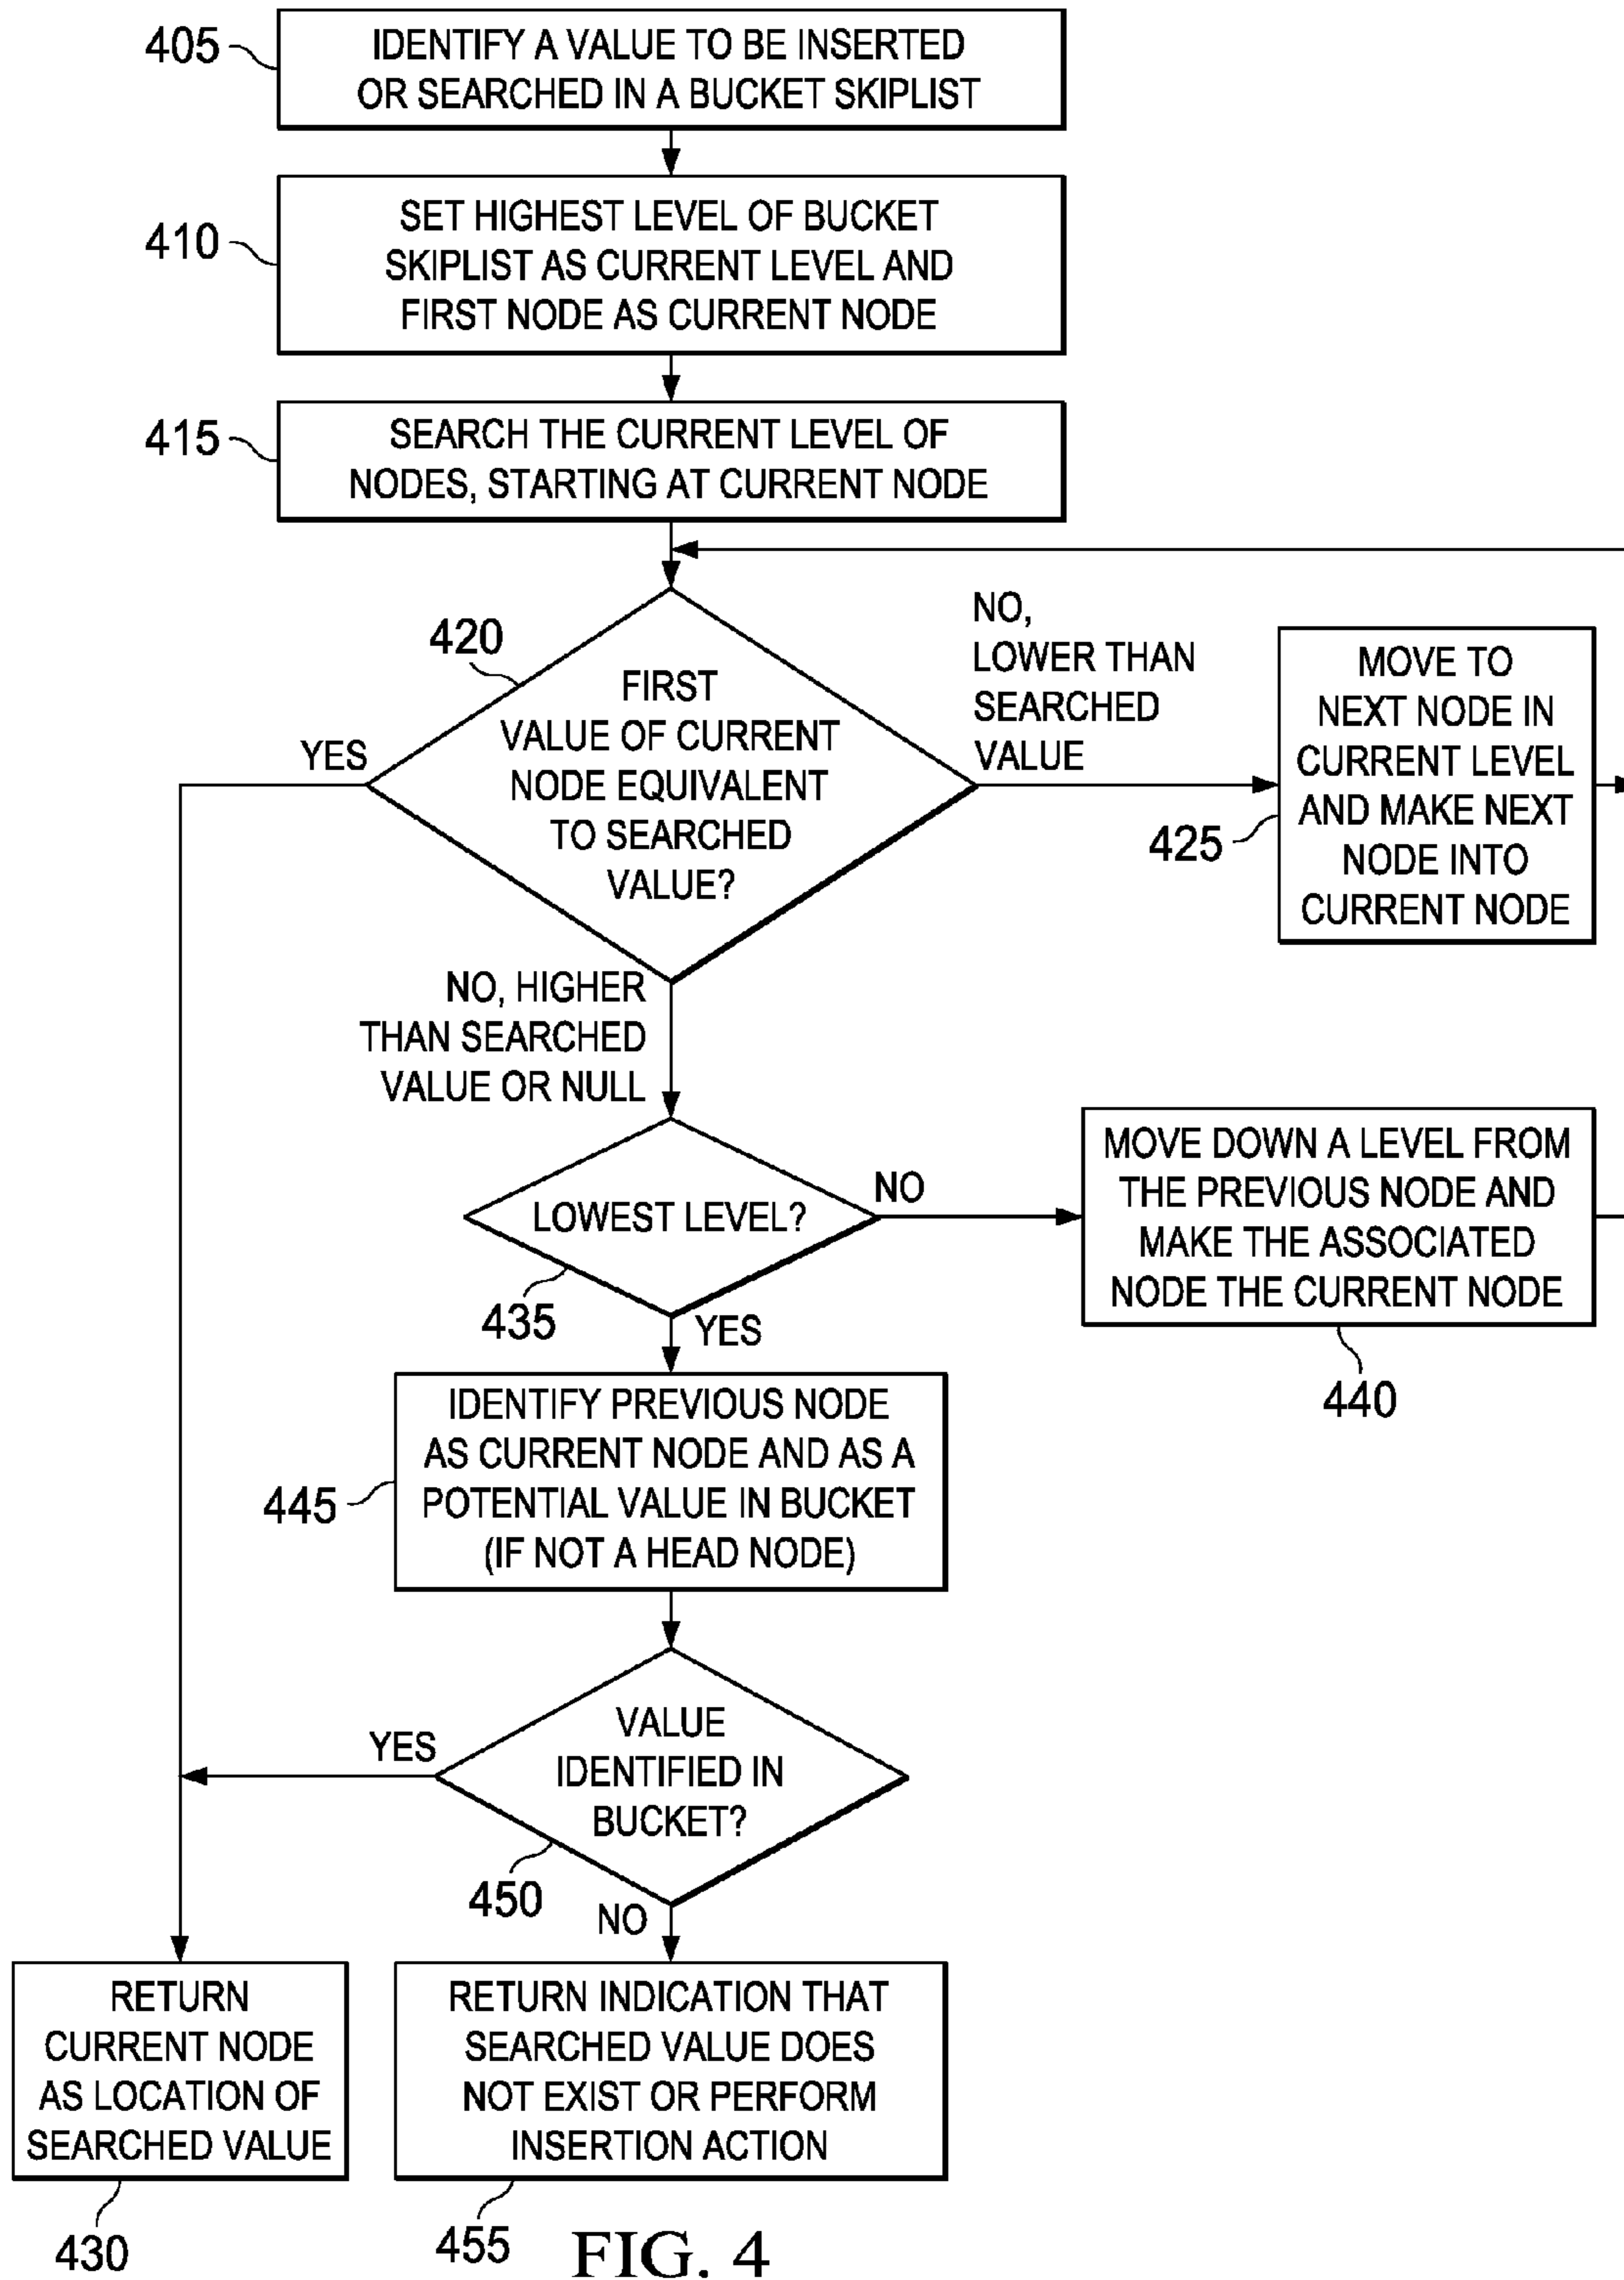 405
IDENTIFY A VALUE TO BE INSERTED
OR SEARCHED IN A BUCKET SKIPLIST
410
SET HIGHEST LEVEL OF BUCKET
SKIPLIST AS CURRENT LEVEL AND
FIRST NODE AS CURRENT NODE
415
SEARCH THE CURRENT LEVEL OF
NODES, STARTING AT CURRENT NODE
420
FIRST
VALUE OF CURRENT
NODE EQUIVALENT
TO SEARCHED
VALUE?
YES
NO,
LOWER THAN
SEARCHED
VALUE
MOVE TO
NEXT NODE IN
CURRENT LEVEL
AND MAKE NEXT
NODE INTO
CURRENT NODE
425
NO, HIGHER
THAN SEARCHED
VALUE OR NULL
LOWEST LEVEL?
435
NO
MOVE DOWN A LEVEL FROM
THE PREVIOUS NODE AND
MAKE THE ASSOCIATED
NODE THE CURRENT NODE
440
YES
IDENTIFY PREVIOUS NODE
AS CURRENT NODE AND AS A
POTENTIAL VALUE IN BUCKET
(IF NOT A HEAD NODE)
445
VALUE
IDENTIFIED IN
BUCKET?
YES
450
NO
RETURN
CURRENT NODE
AS LOCATION OF
SEARCHED VALUE
430
RETURN INDICATION THAT
SEARCHED VALUE DOES
NOT EXIST OR PERFORM
INSERTION ACTION
455
FIG. 4